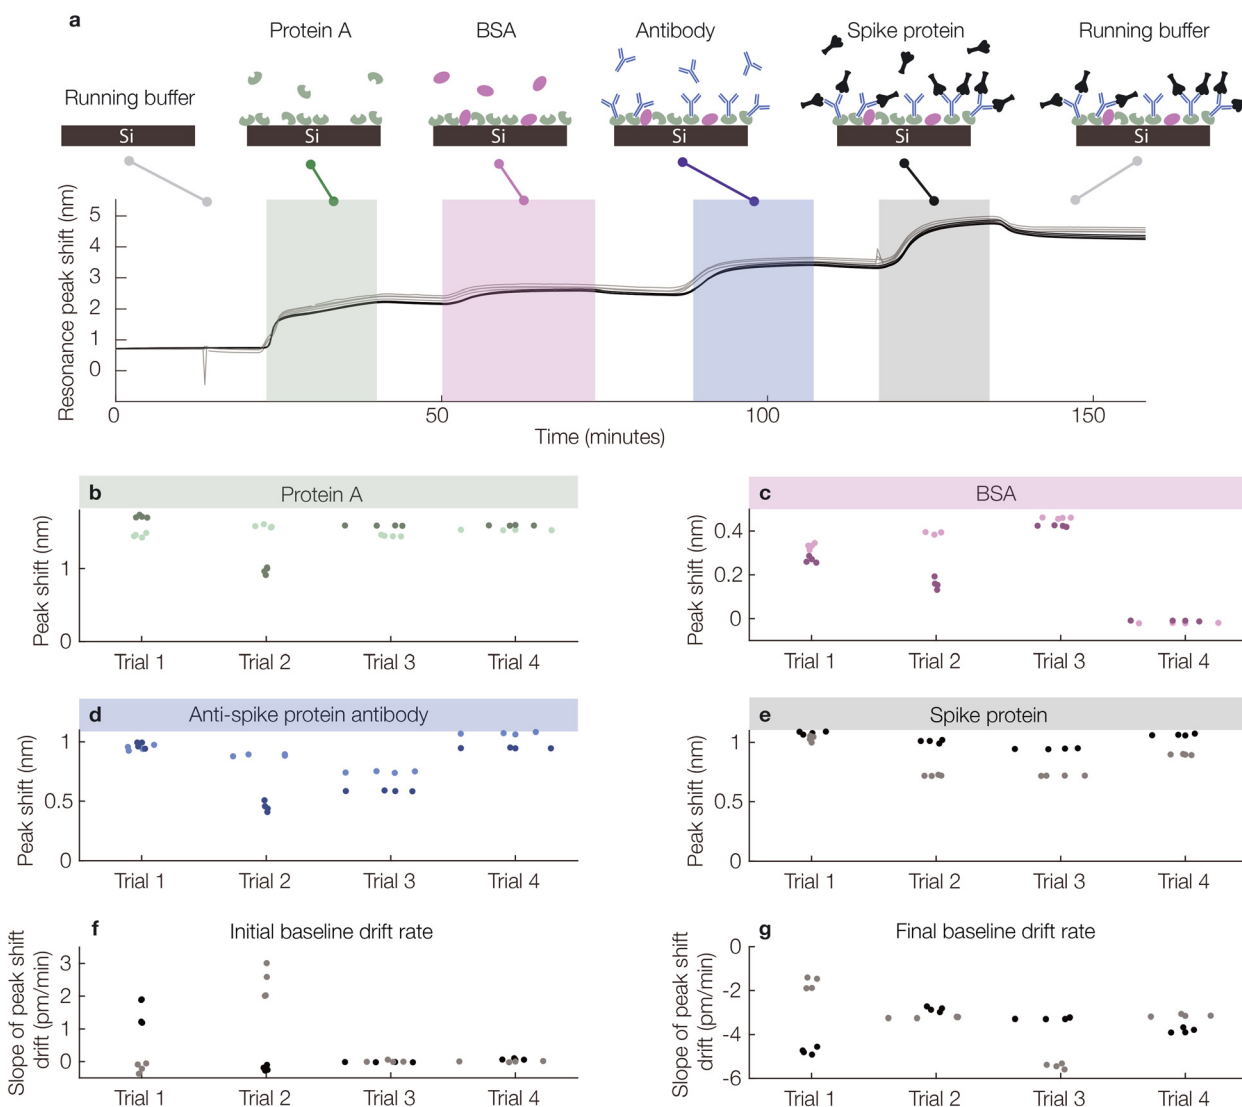 a
Protein A
BSA
Antibody
Spike protein
Running buffer
Running buffer
Si
Si
Si
Si
Si
Si
Resonance peak shift (nm)
5
4
3
2
1
0
0
50
100
150
Time (minutes)
b
Protein A
Peak shift (nm)
1
0
Trial 1
Trial 2
Trial 3
Trial 4
c
BSA
Peak shift (nm)
0.4
0.2
0
Trial 1
Trial 2
Trial 3
Trial 4
d
Anti-spike protein antibody
Peak shift (nm)
1
0.5
0
Trial 1
Trial 2
Trial 3
Trial 4
e
Spike protein
Peak shift (nm)
1
0.5
0
Trial 1
Trial 2
Trial 3
Trial 4
f
Initial baseline drift rate
Slope of peak shift
drift (pm/min)
3
2
1
0
Trial 1
Trial 2
Trial 3
Trial 4
g
Final baseline drift rate
Slope of peak shift
drift (pm/min)
0
-2
-4
-6
Trial 1
Trial 2
Trial 3
Trial 4